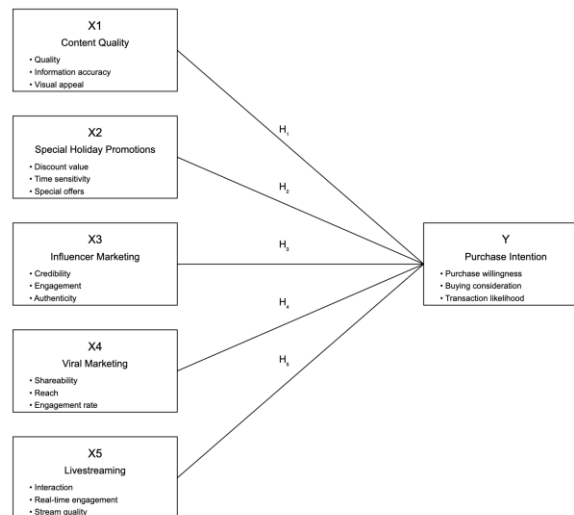 X1
Content Quality
• Quality
• Information accuracy
• Visual appeal
H₁
X2
Special Holiday Promotions
• Discount value
• Time sensitivity
• Special offers
H₂
X3
Influencer Marketing
• Credibility
• Engagement
• Authenticity
H₃
Y
Purchase Intention
• Purchase willingness
• Buying consideration
• Transaction likelihood
X4
Viral Marketing
• Shareability
• Reach
• Engagement rate
H₄
H₅
X5
Livestreaming
• Interaction
• Real-time engagement
• Stream quality